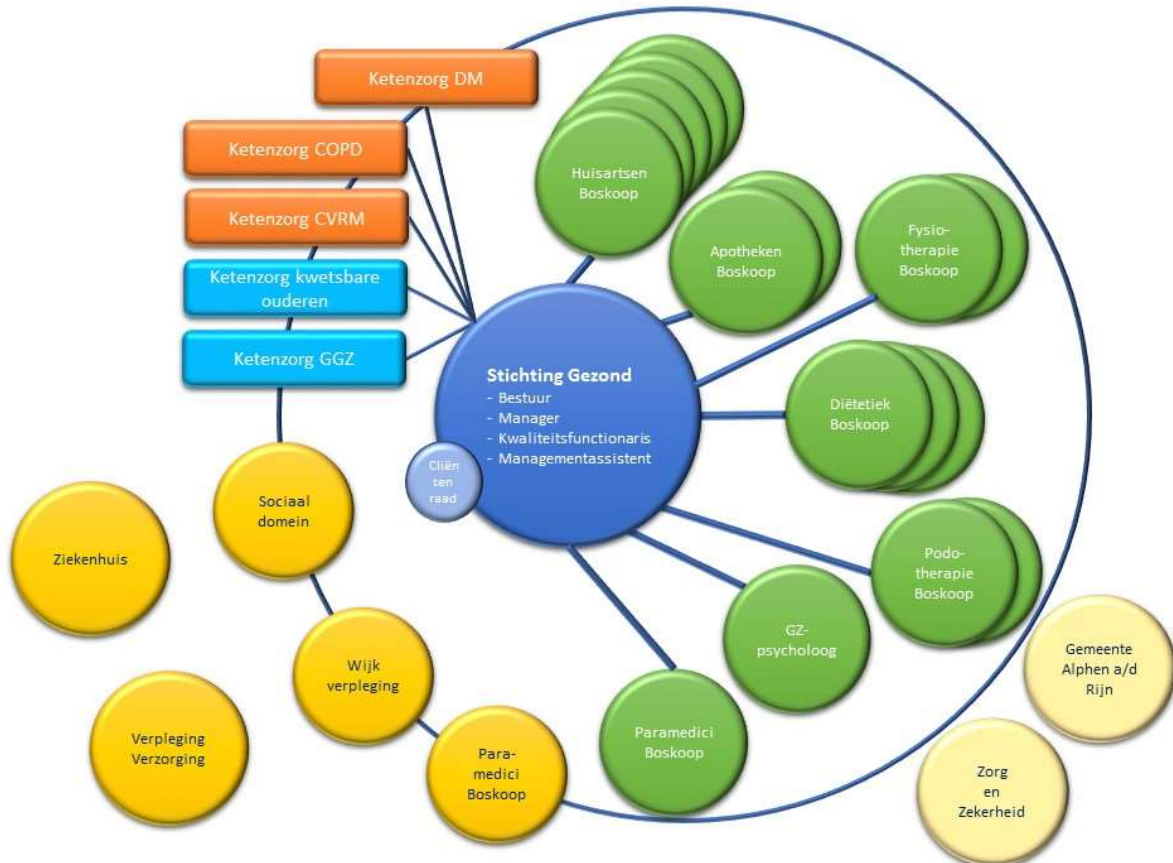 Ketenzorg DM
Ketenzorg COPD
Ketenzorg CVRM
Ketenzorg kwetsbare
ouderen
Ketenzorg GGZ
Huisartsen
Boskoop
Apotheken
Boskoop
Fysio-
therapie
Boskoop
Stichting Gezond
- Bestuur
- Manager
- Kwaliteitsfunctionaris
- Managementassistent
Cliën
ten
raad
Diëtetiek
Boskoop
Sociaal
domein
Ziekenhuis
Podo-
therapie
Boskoop
GZ-
psycholoog
Wijk
verpleging
Gemeente
Alphen a/d
Rijn
Verpleging
Verzorging
Para-
medici
Boskoop
Paramedici
Boskoop
Zorg
en
Zekerheid